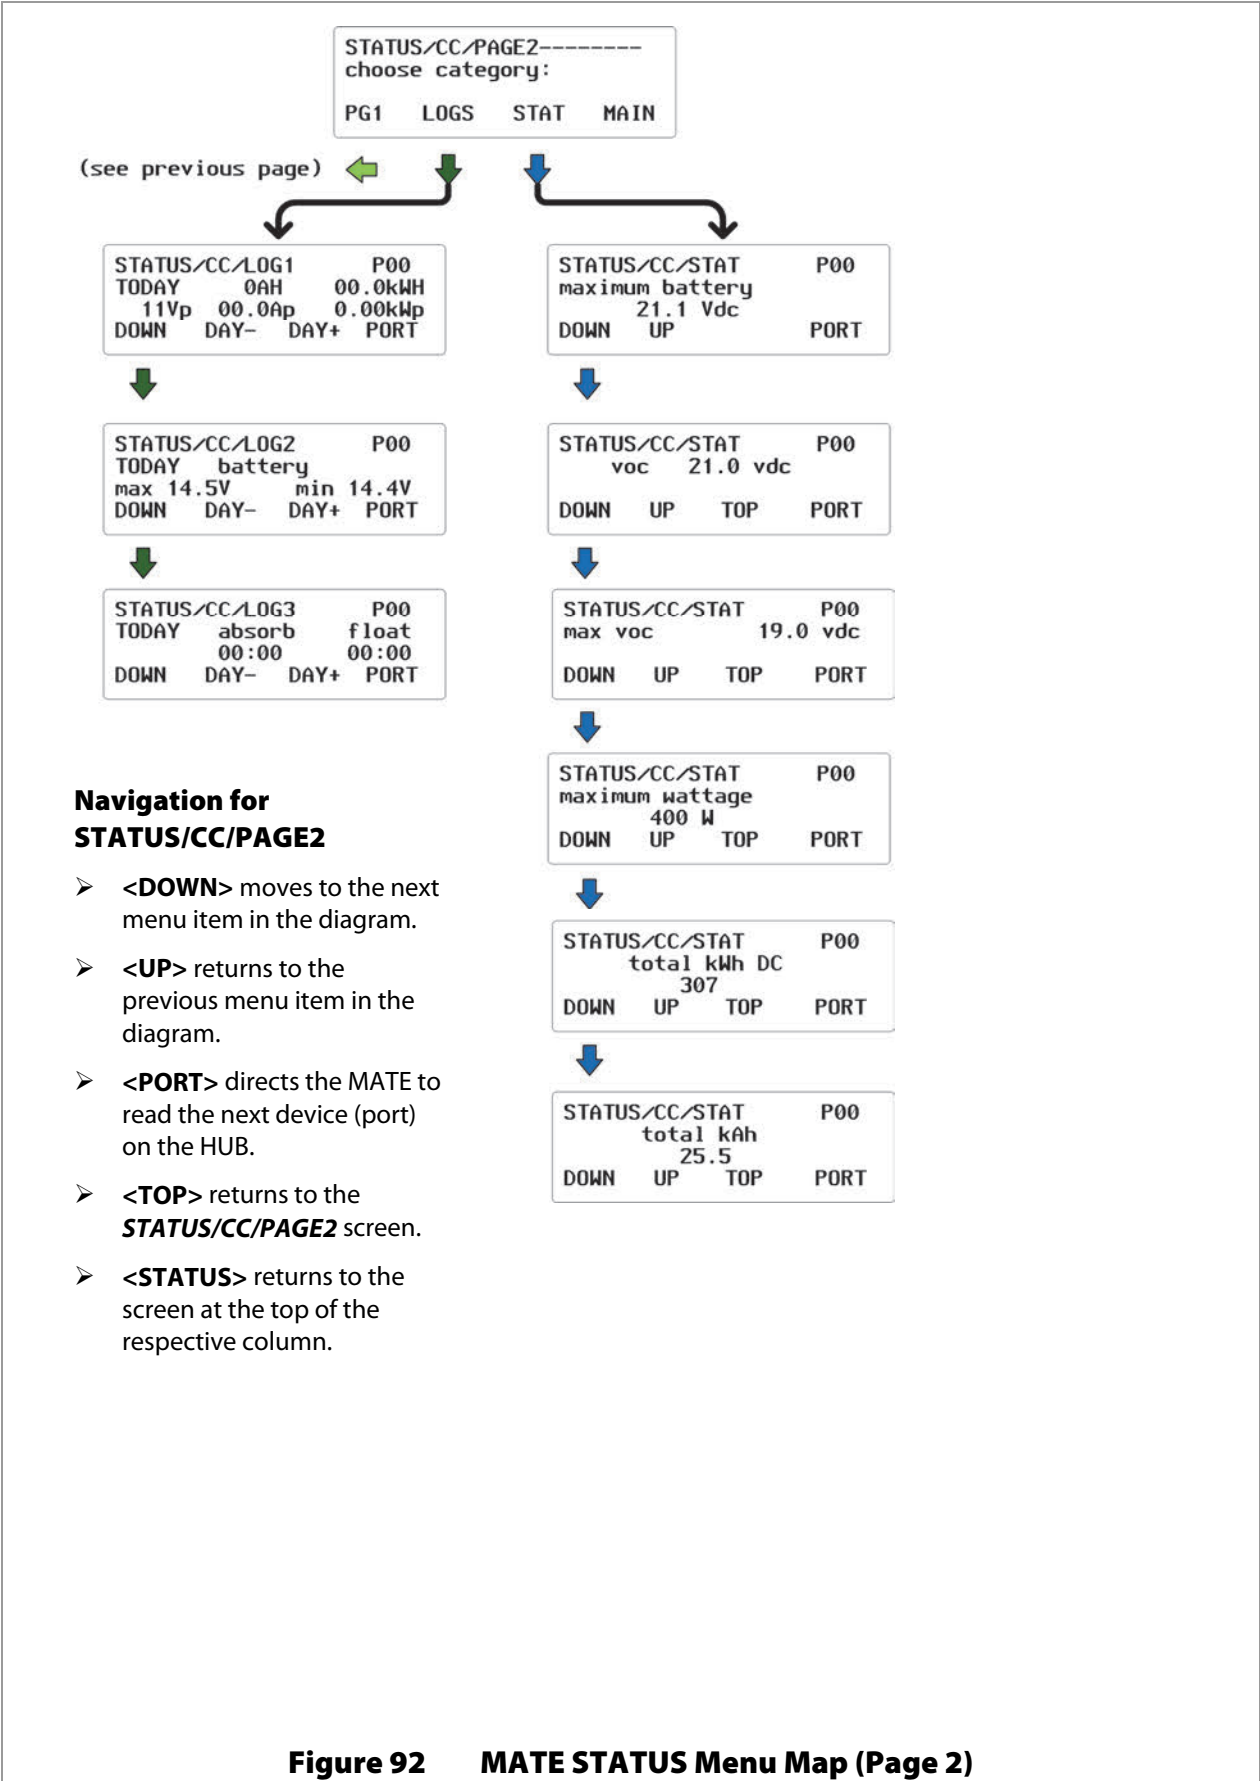 STATUS/CC/PAGE2--------
choose category:
PG1 LOGS STAT MAIN
(see previous page)
STATUS/CC/LOG1 P00
TODAY 0AH 00.0kWH
11Vp 00.0Ap 0.00kWp
DOWN DAY- DAY+ PORT
STATUS/CC/LOG2 P00
TODAY battery
max 14.5V min 14.4V
DOWN DAY- DAY+ PORT
STATUS/CC/LOG3 P00
TODAY absorb float
00:00 00:00
DOWN DAY- DAY+ PORT
STATUS/CC/STAT P00
maximum battery
21.1 Vdc
DOWN UP PORT
STATUS/CC/STAT P00
voc 21.0 vdc
DOWN UP TOP PORT
STATUS/CC/STAT P00
max voc 19.0 vdc
DOWN UP TOP PORT
STATUS/CC/STAT P00
maximum wattage
400 W
DOWN UP TOP PORT
STATUS/CC/STAT P00
total kWh DC
307
DOWN UP TOP PORT
STATUS/CC/STAT P00
total kAh
25.5
DOWN UP TOP PORT
Navigation for
STATUS/CC/PAGE2
➢ <DOWN> moves to the next
menu item in the diagram.
➢ <UP> returns to the
previous menu item in the
diagram.
➢ <PORT> directs the MATE to
read the next device (port)
on the HUB.
➢ <TOP> returns to the
STATUS/CC/PAGE2 screen.
➢ <STATUS> returns to the
screen at the top of the
respective column.
Figure 92 MATE STATUS Menu Map (Page 2)